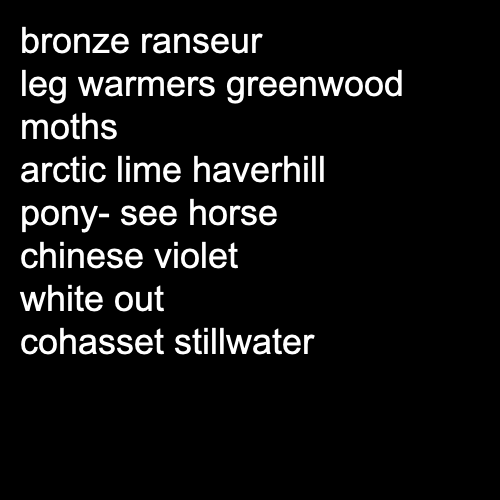 bronze ranseur
leg warmers greenwood
moths
arctic lime haverhill
pony- see horse
chinese violet
white out
cohasset stillwater